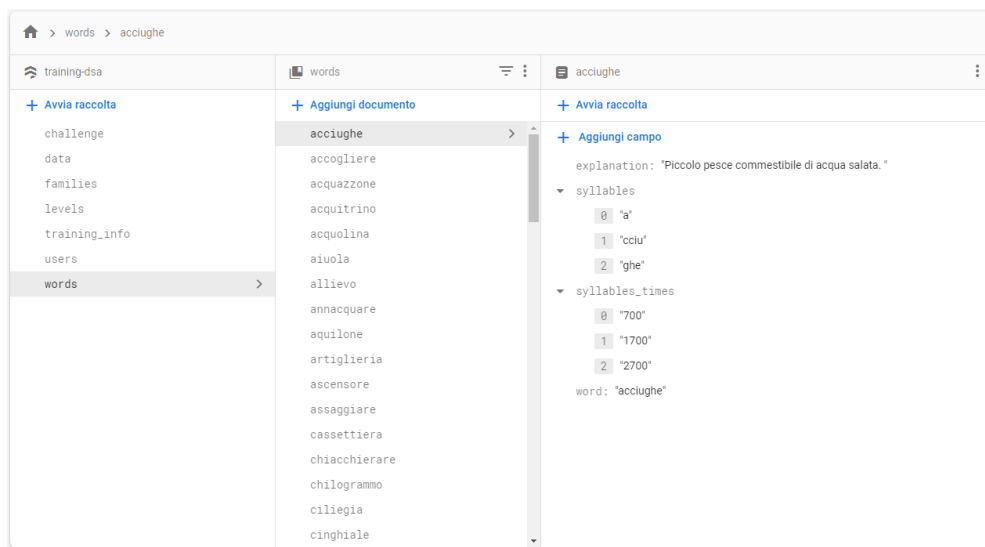 words > acciughe
training-dsa
Avvia raccolta
challenge
data
families
levels
training_info
users
words
words
Aggiungi documento
acciughe
accogliere
acquazzone
acquitrino
acquolina
aiuola
allievo
annacquare
aquilone
artiglieria
ascensore
assaggiare
cassettiera
chiacchierare
chilogrammo
ciliegia
cinghiale
acciughe
Avvia raccolta
Aggiungi campo
explanation: "Piccolo pesce commestibile di acqua salata. "
syllables
0 "a"
1 "cciu"
2 "ghe"
syllables_times
0 "700"
1 "1700"
2 "2700"
word: "acciughe"